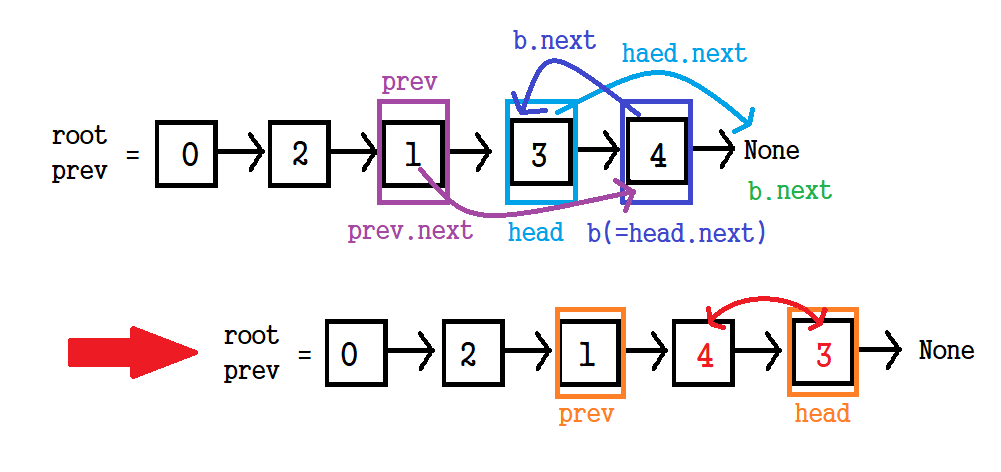 b.next
haed.next
prev
root
prev = 0 2 1 3 4 None
b.next
prev.next head b(=head.next)
root
prev = 0 2 1 4 3 None
prev head